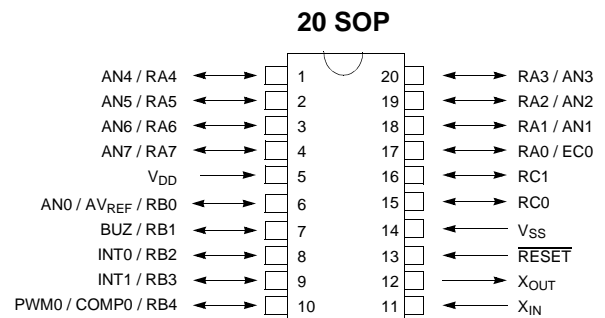 20 SOP
AN4 / RA4 1 20 RA3 / AN3
AN5 / RA5 2 19 RA2 / AN2
AN6 / RA6 3 18 RA1 / AN1
AN7 / RA7 4 17 RA0 / EC0
VDD 5 16 RC1
AN0 / AVREF / RB0 6 15 RC0
BUZ / RB1 7 14 VSS
INT0 / RB2 8 13 RESET
INT1 / RB3 9 12 XOUT
PWM0 / COMP0 / RB4 10 11 XIN